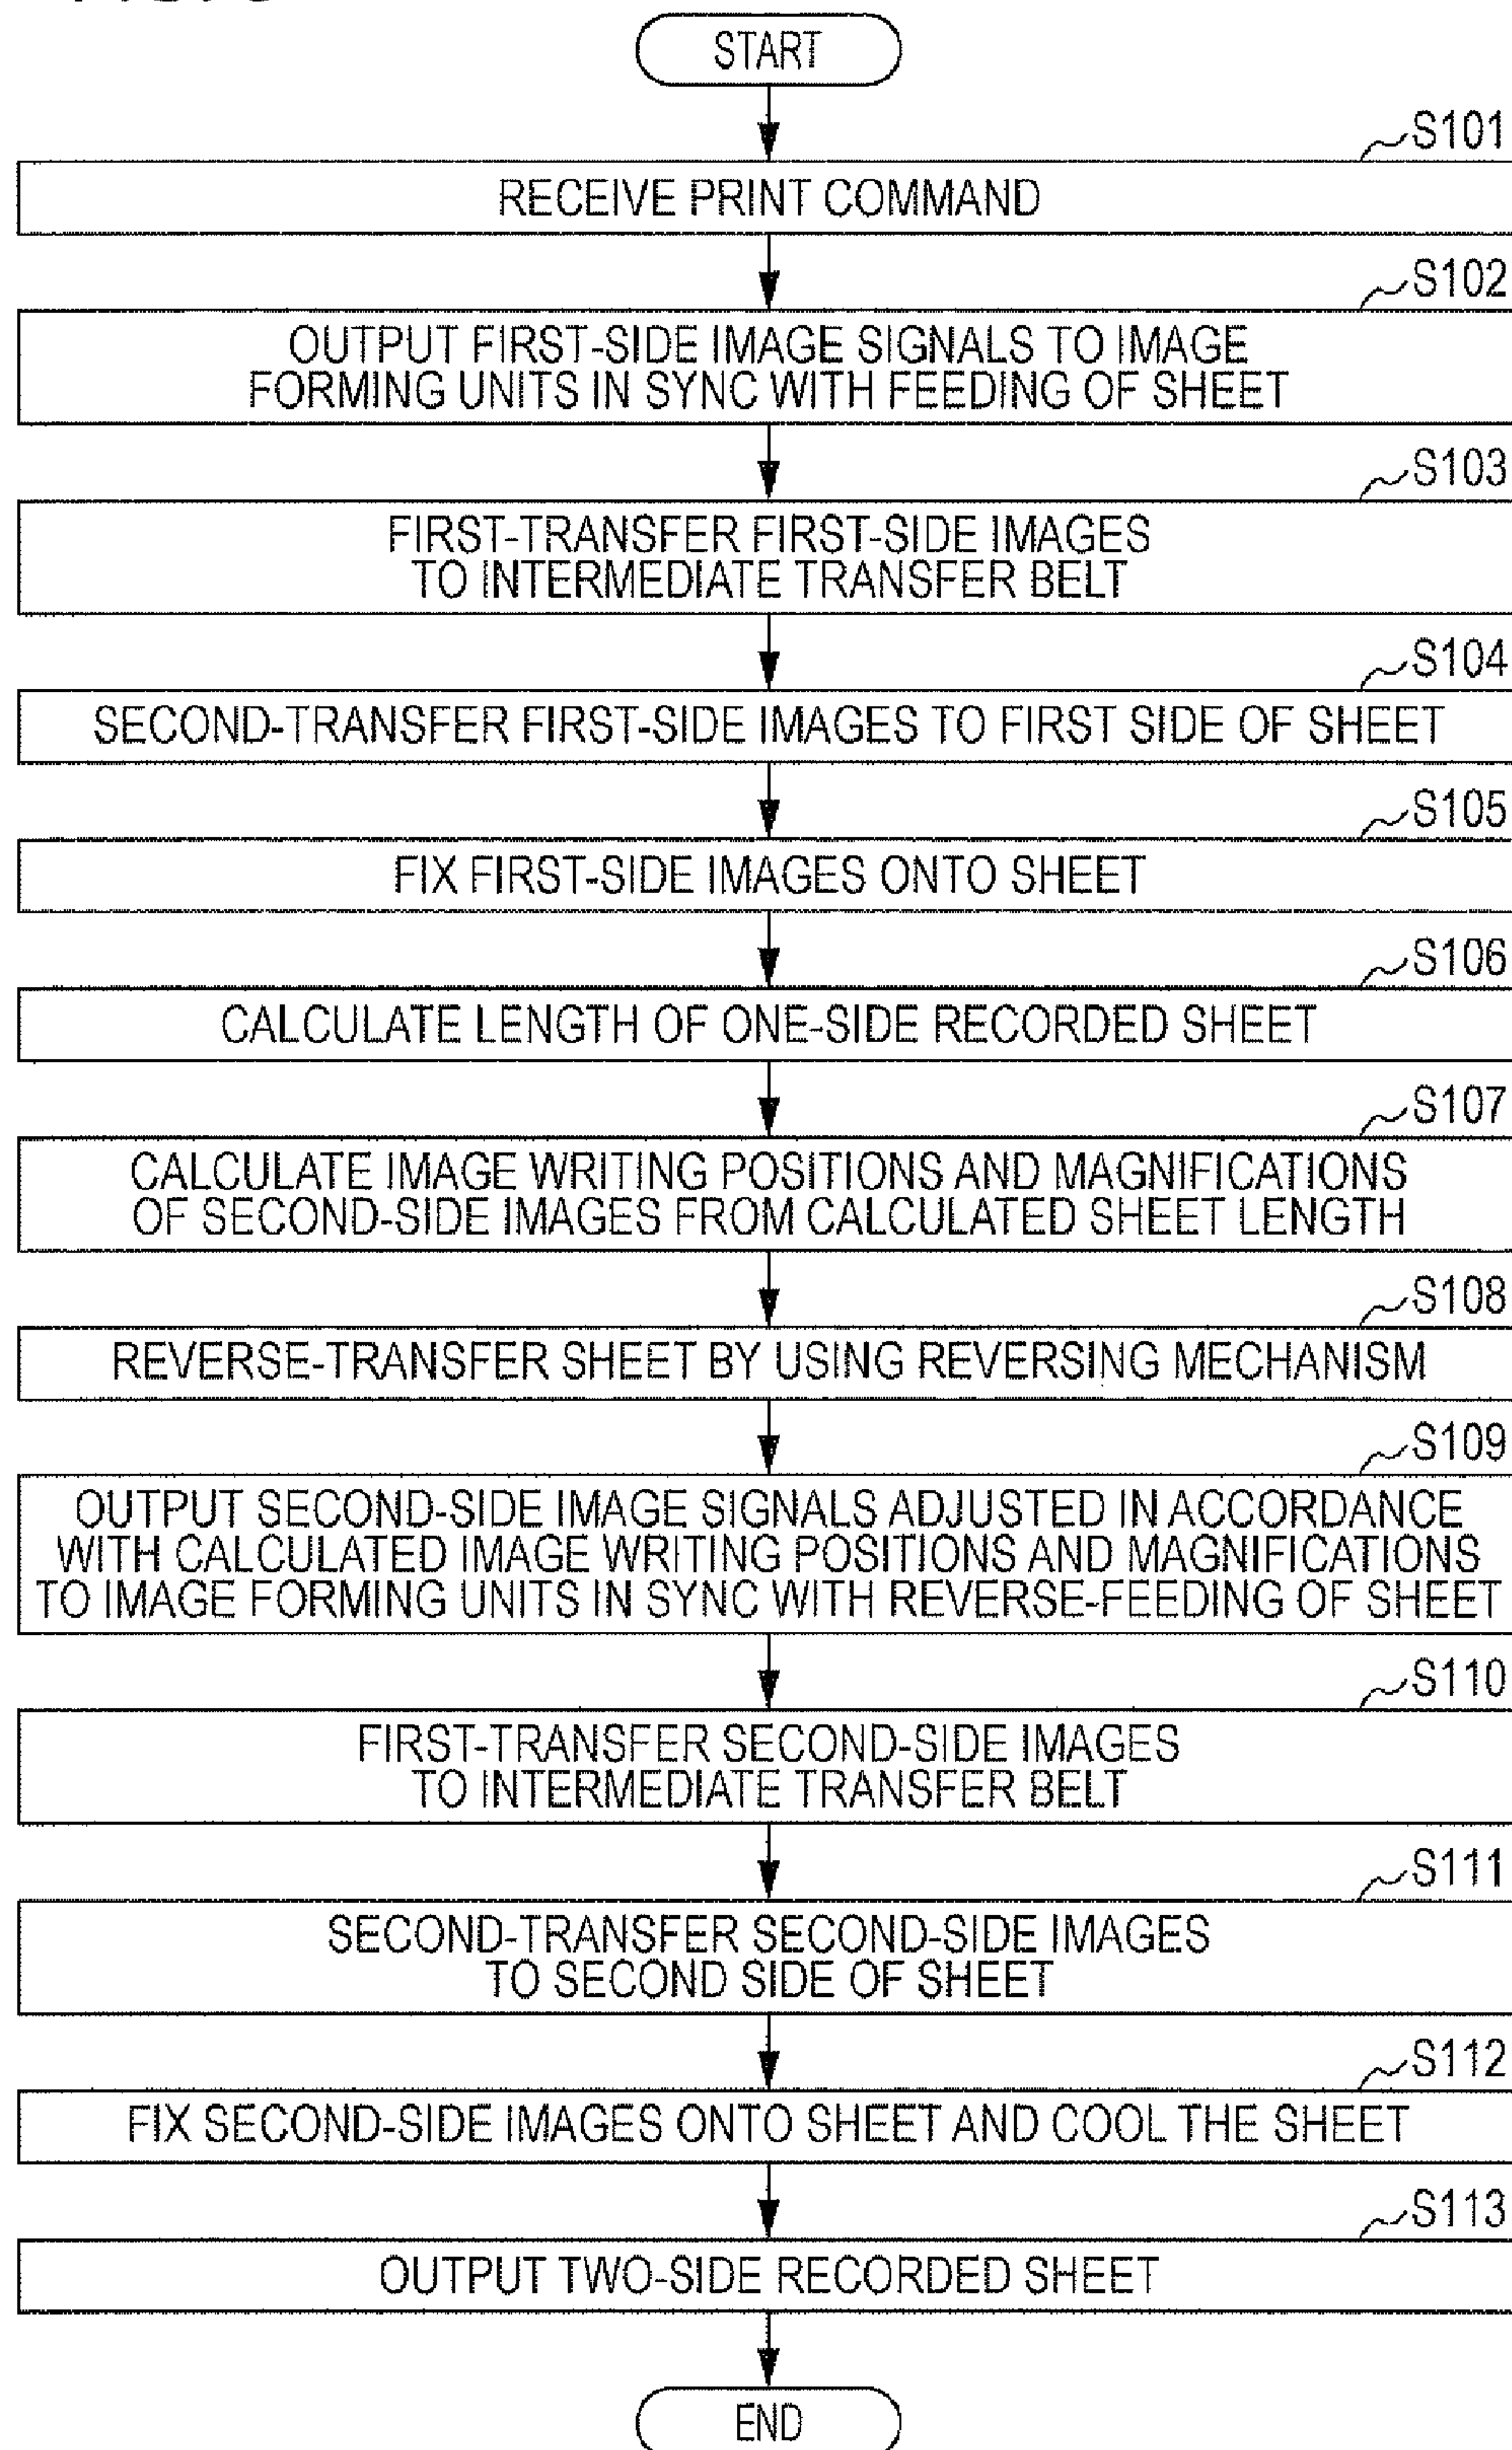 START
S101
RECEIVE PRINT COMMAND
S102
OUTPUT FIRST-SIDE IMAGE SIGNALS TO IMAGE
FORMING UNITS IN SYNC WITH FEEDING OF SHEET
S103
FIRST-TRANSFER FIRST-SIDE IMAGES
TO INTERMEDIATE TRANSFER BELT
S104
SECOND-TRANSFER FIRST-SIDE IMAGES TO FIRST SIDE OF SHEET
S105
FIX FIRST-SIDE IMAGES ONTO SHEET
S106
CALCULATE LENGTH OF ONE-SIDE RECORDED SHEET
S107
CALCULATE IMAGE WRITING POSITIONS AND MAGNIFICATIONS
OF SECOND-SIDE IMAGES FROM CALCULATED SHEET LENGTH
S108
REVERSE-TRANSFER SHEET BY USING REVERSING MECHANISM
S109
OUTPUT SECOND-SIDE IMAGE SIGNALS ADJUSTED IN ACCORDANCE
WITH CALCULATED IMAGE WRITING POSITIONS AND MAGNIFICATIONS
TO IMAGE FORMING UNITS IN SYNC WITH REVERSE-FEEDING OF SHEET
S110
FIRST-TRANSFER SECOND-SIDE IMAGES
TO INTERMEDIATE TRANSFER BELT
S111
SECOND-TRANSFER SECOND-SIDE IMAGES
TO SECOND SIDE OF SHEET
S112
FIX SECOND-SIDE IMAGES ONTO SHEET AND COOL THE SHEET
S113
OUTPUT TWO-SIDE RECORDED SHEET
END